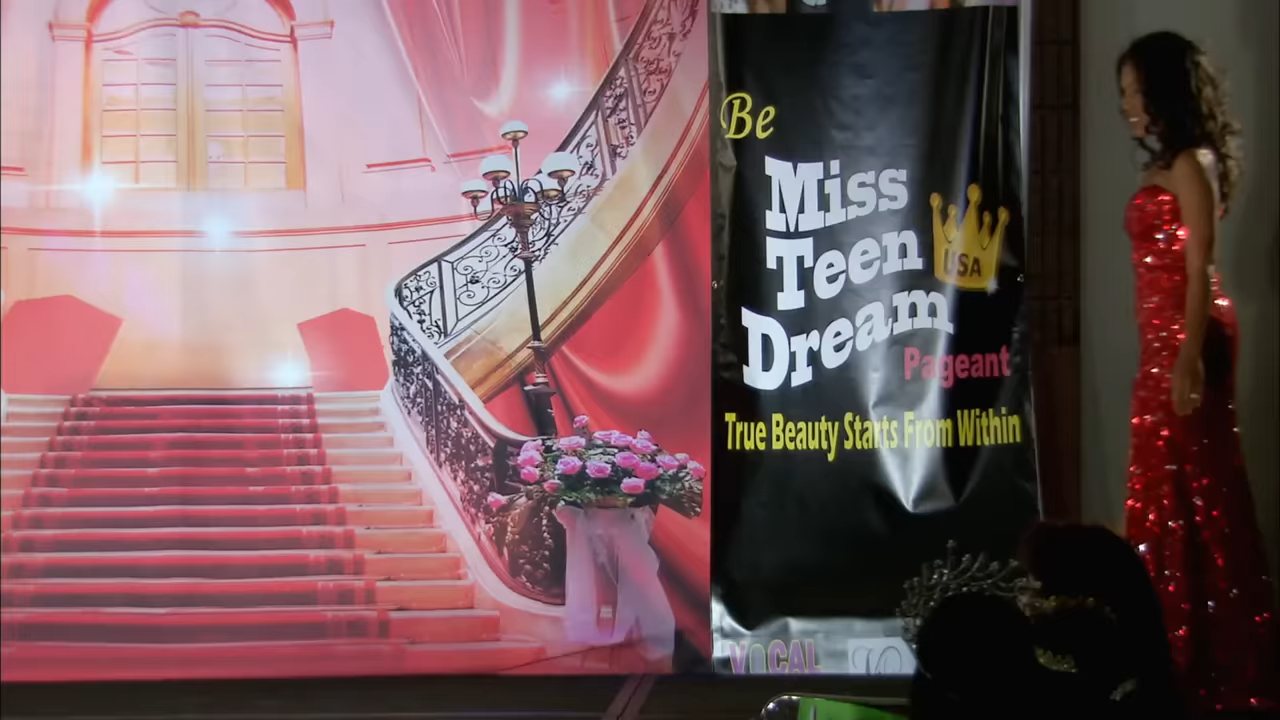 Be
Miss
Teen
USA
Dream
Pageant
True Beauty Starts From Within
VOCAL